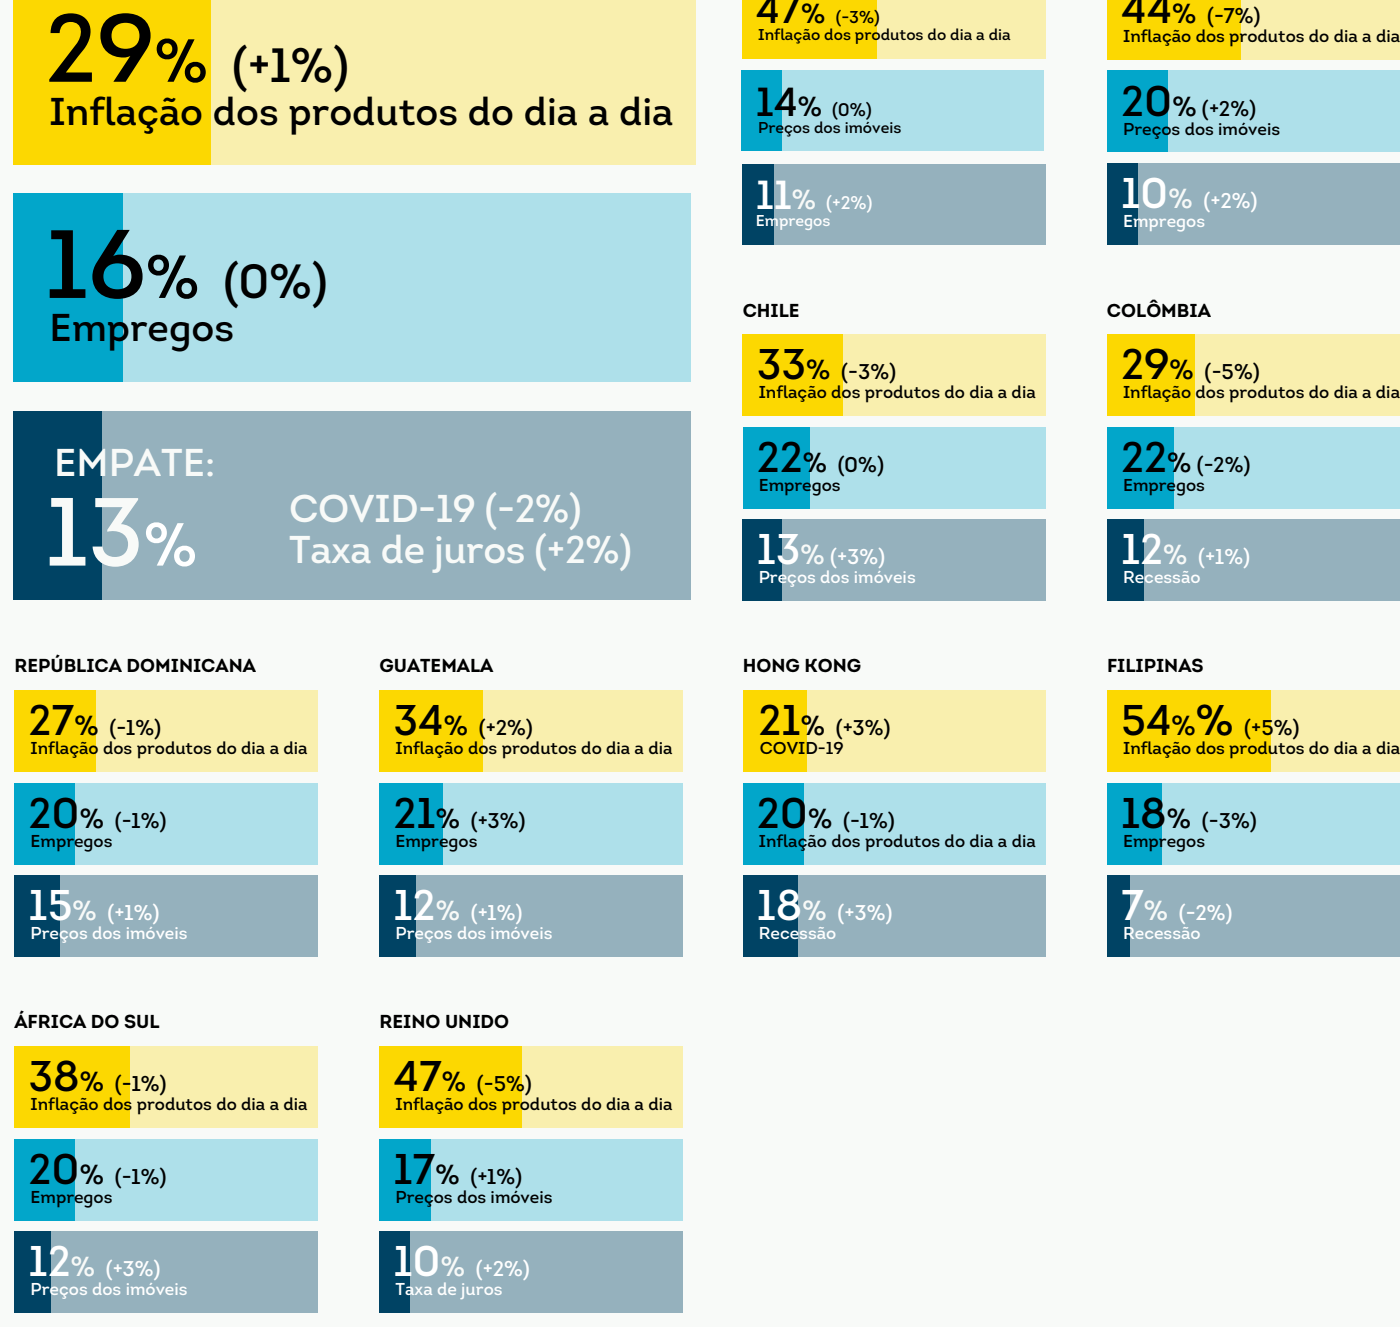 29% (+1%)
Inflação dos produtos do dia a dia
16% (0%)
Empregos
EMPATE:
13%
COVID-19 (-2%)
Taxa de juros (+2%)
47% (-3%)
Inflação dos produtos do dia a dia
14% (0%)
Preços dos imóveis
11% (+2%)
Empregos
44% (-7%)
Inflação dos produtos do dia a dia
20% (+2%)
Preços dos imóveis
10% (+2%)
Empregos
CHILE
33% (-3%)
Inflação dos produtos do dia a dia
22% (0%)
Empregos
13% (+3%)
Preços dos imóveis
COLÔMBIA
29% (-5%)
Inflação dos produtos do dia a dia
22% (-2%)
Empregos
12% (+1%)
Recessão
REPÚBLICA DOMINICANA
27% (-1%)
Inflação dos produtos do dia a dia
20% (-1%)
Empregos
15% (+1%)
Preços dos imóveis
GUATEMALA
34% (+2%)
Inflação dos produtos do dia a dia
21% (+3%)
Empregos
12% (+1%)
Preços dos imóveis
HONG KONG
21% (+3%)
COVID-19
20% (-1%)
Inflação dos produtos do dia a dia
18% (+3%)
Recessão
FILIPINAS
54%% (+5%)
Inflação dos produtos do dia a dia
18% (-3%)
Empregos
7% (-2%)
Recessão
ÁFRICA DO SUL
38% (-1%)
Inflação dos produtos do dia a dia
20% (-1%)
Empregos
12% (+3%)
Preços dos imóveis
REINO UNIDO
47% (-5%)
Inflação dos produtos do dia a dia
17% (+1%)
Preços dos imóveis
10% (+2%)
Taxa de juros